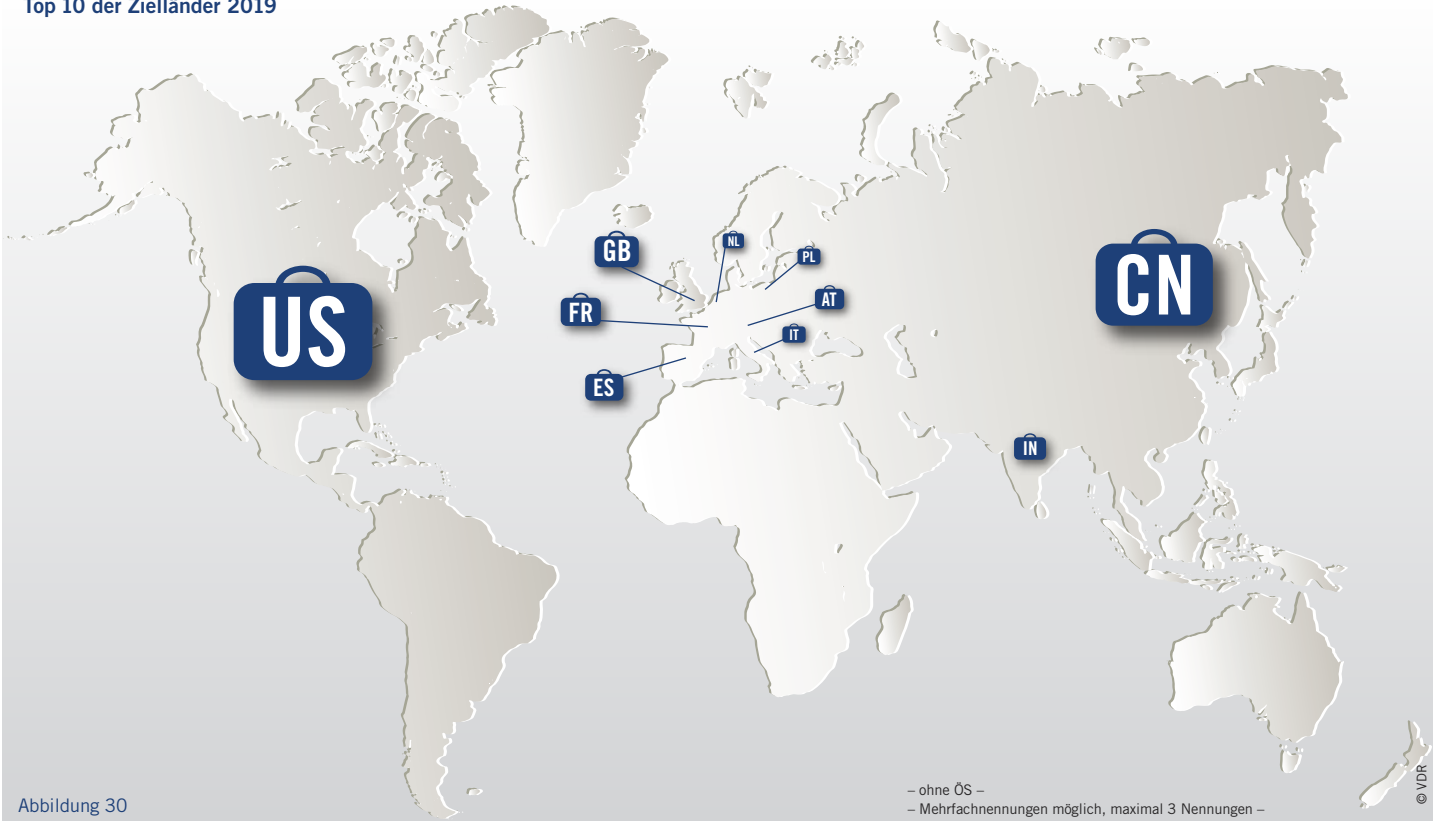 Top 10 der Zielländer 2019
NL
GB
PL
CN
US
FR
AT
IT
ES
IN
Abbildung 30
– ohne ÖS –
– Mehrfachnennungen möglich, maximal 3 Nennungen –
© VDR